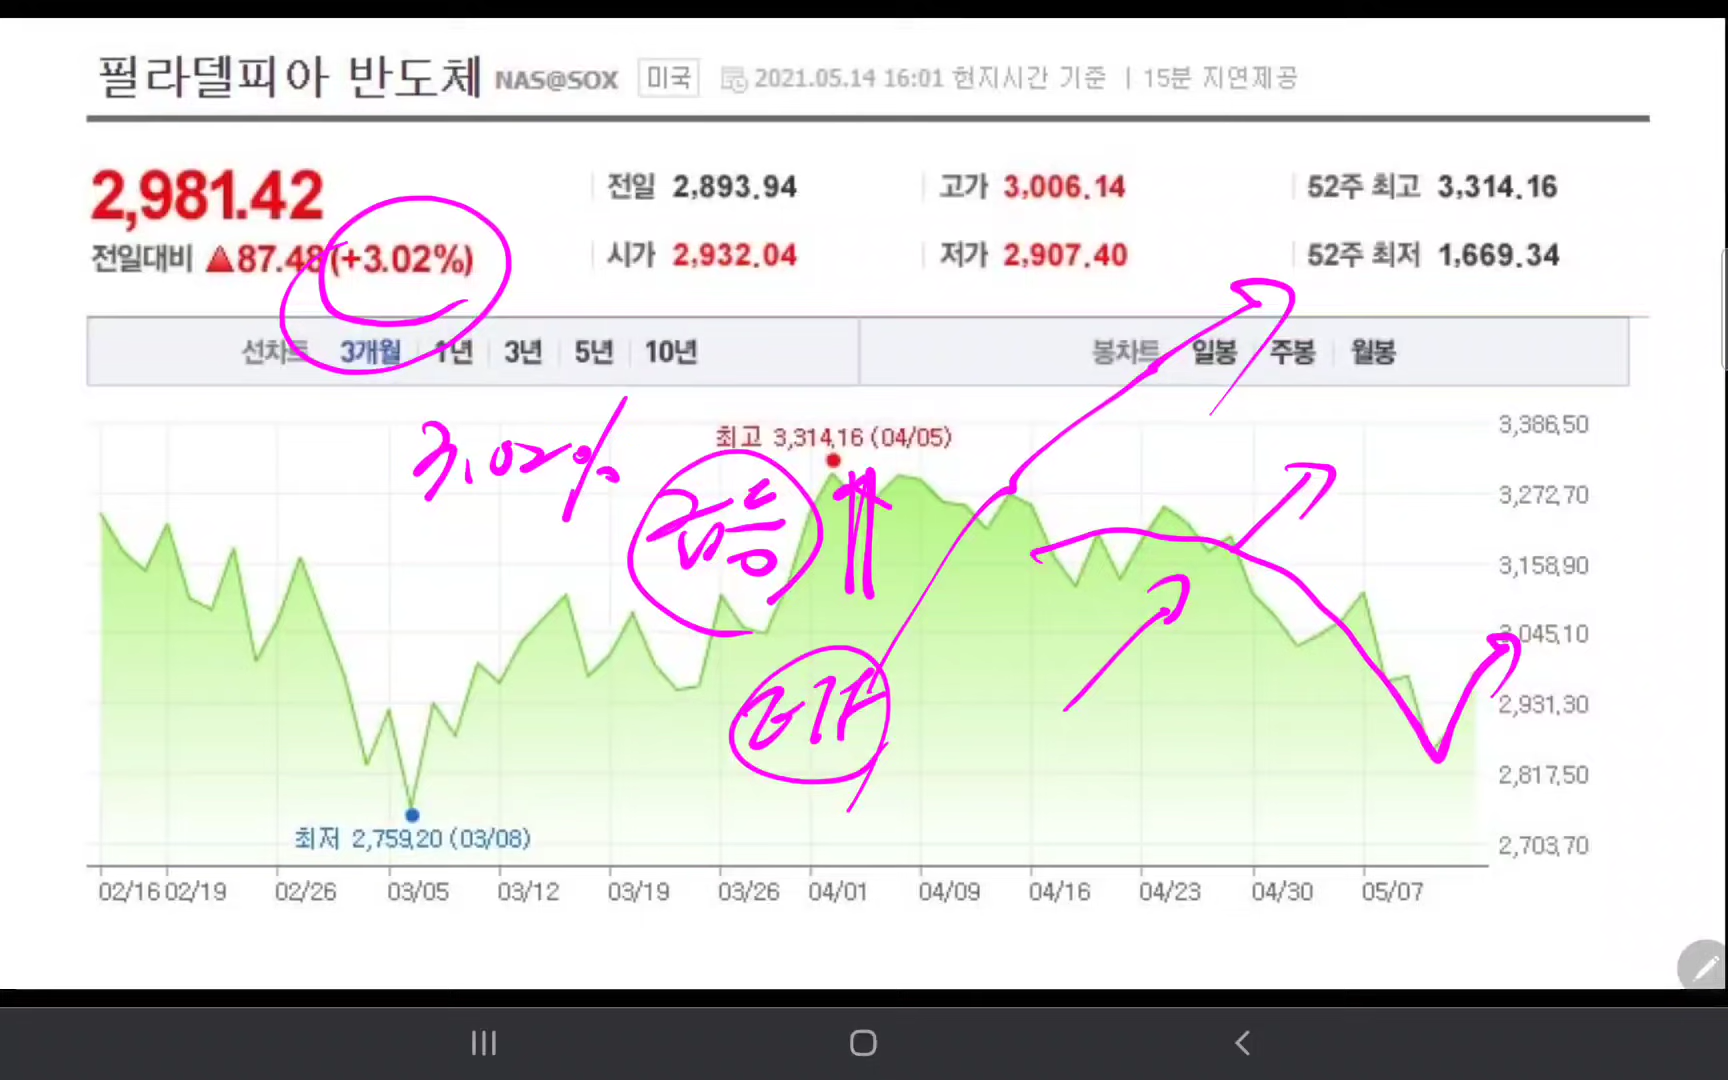 필라델피아 반도체 NAS@SOX 미국 2021.05.14 16:01 현지시간 기준 | 15분 지연제공
2,981.42
전일대비 ▲87.48 (+3.02%)
전일 2,893.94 고가 3,006.14 52주 최고 3,314.16
시가 2,932.04 저가 2,907.40 52주 최저 1,669.34
선차트 3개월 1년 3년 5년 10년 봉차트 일봉 주봉 월봉
3.02%
최고 3,314.16 (04/05)
급등
ETF
최저 2,759.20 (03/08)
3,386.50
3,272.70
3,158.90
3,045.10
2,931.30
2,817.50
2,703.70
02/16 02/19 02/26 03/05 03/12 03/19 03/26 04/01 04/09 04/16 04/23 04/30 05/07